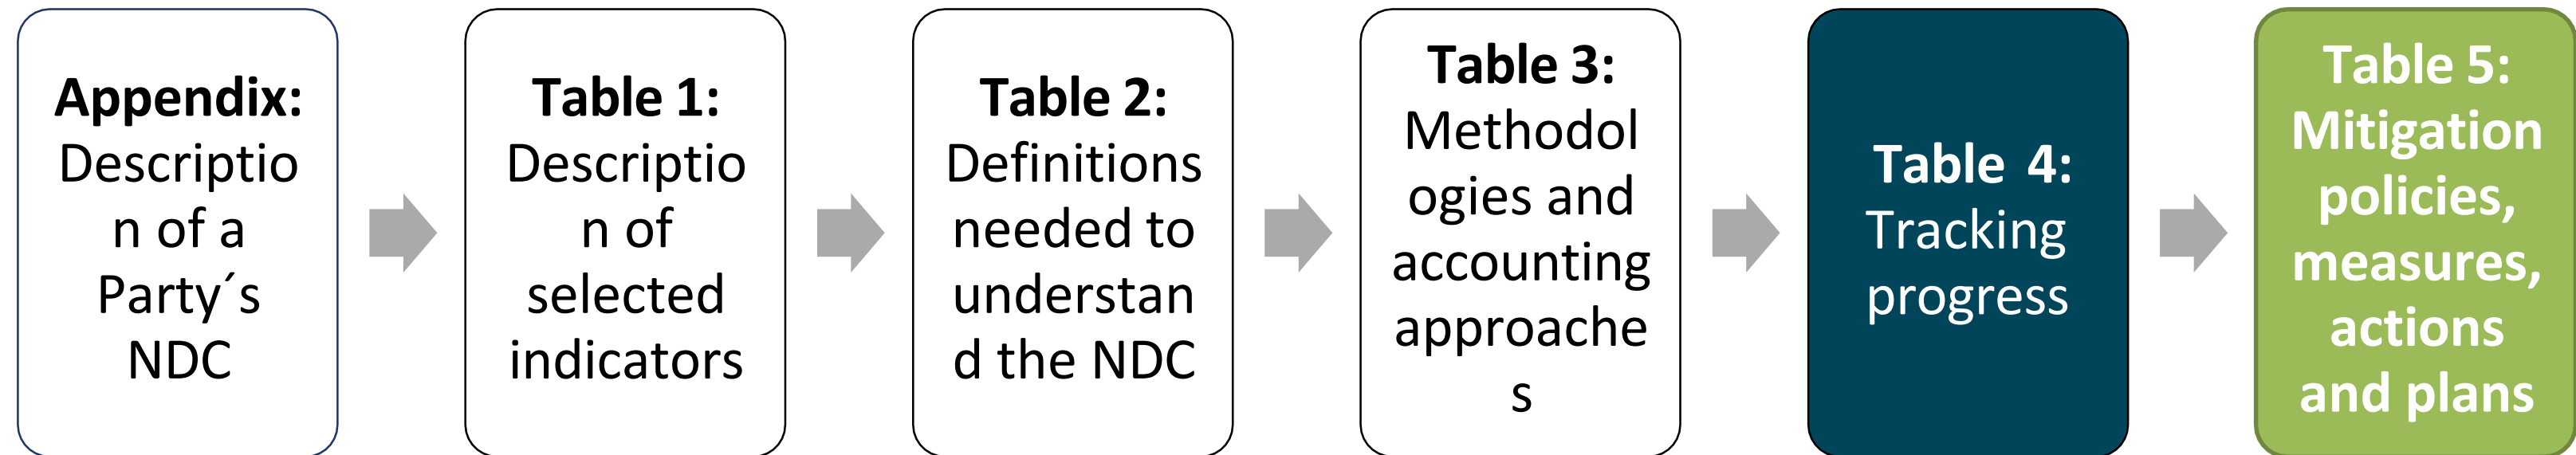 Appendix:
Descriptio
n of a
Party´s
NDC
Table 1:
Descriptio
n of
selected
indicators
Table 2:
Definitions
needed to
understan
d the NDC
Table 3:
Methodol
ogies and
accounting
approache
s
Table 4:
Tracking
progress
Table 5:
Mitigation
policies,
measures,
actions
and plans